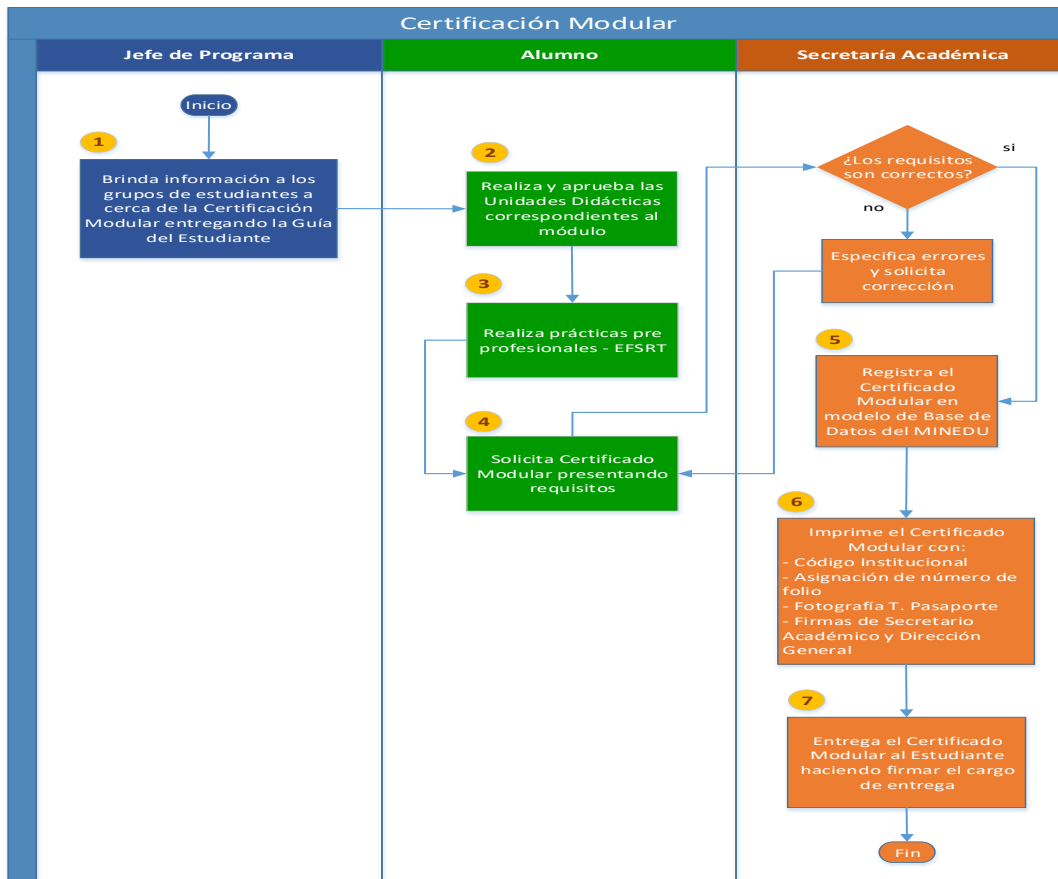 Certificación Modular
Jefe de Programa
Alumno
Secretaría Académica
Inicio
1
Brinda información a los
grupos de estudiantes a
cerca de la Certificación
Modular entregando la Guía
del Estudiante
2
Realiza y aprueba las
Unidades Didácticas
correspondientes al
módulo
3
Realiza prácticas pre
profesionales - EFSRT
4
Solicita Certificado
Modular presentando
requisitos
¿Los requisitos
son correctos?
si
no
Especifica errores
y solicita
corrección
5
Registra el
Certificado
Modular en
modelo de Base de
Datos del MINEDU
6
Imprime el Certificado
Modular con:
- Código Institucional
- Asignación de número de
folio
- Fotografía T. Pasaporte
- Firmas de Secretario
Académico y Dirección
General
7
Entrega el Certificado
Modular al Estudiante
haciendo firmar el cargo
de entrega
Fin